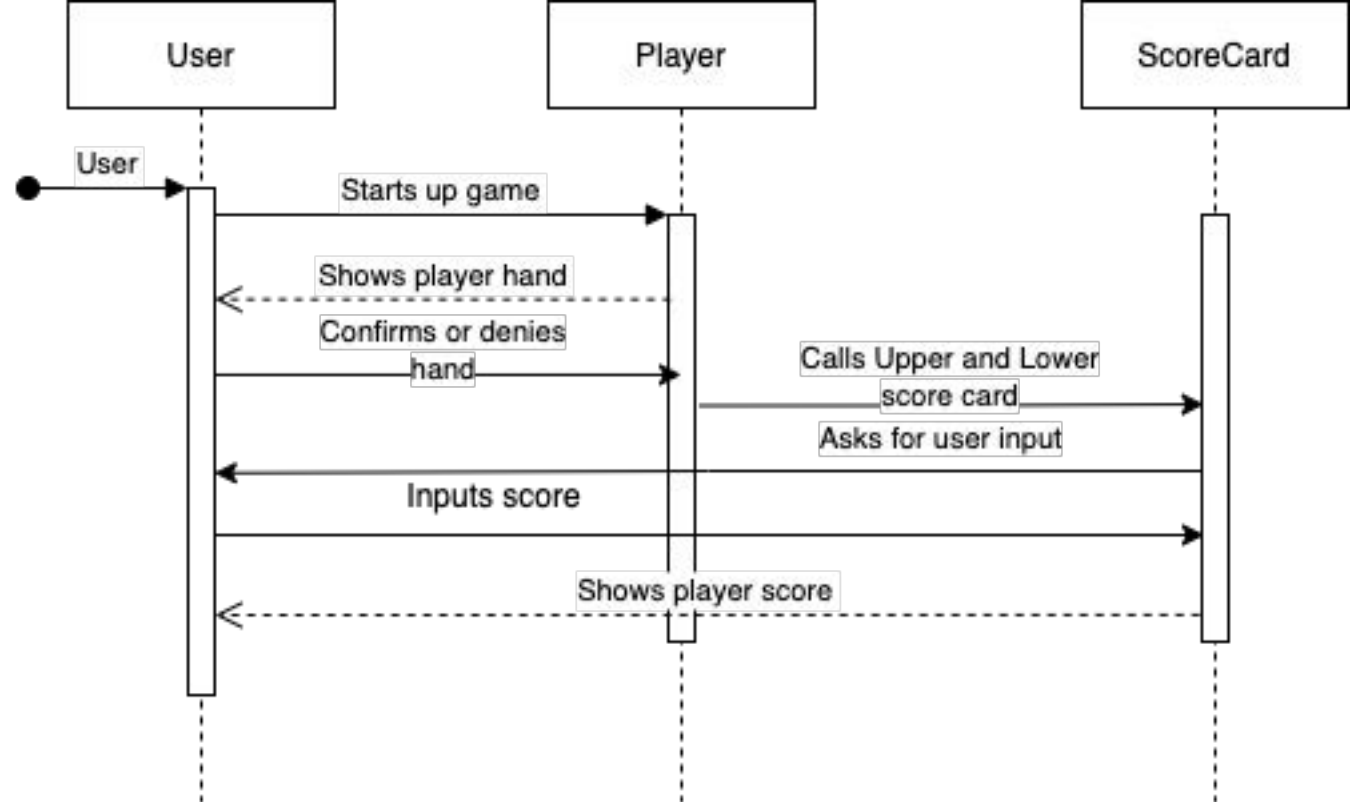 User
Player
ScoreCard
User
Starts up game
Shows player hand
Confirms or denies
hand
Calls Upper and Lower
score card
Asks for user input
Inputs score
Shows player score